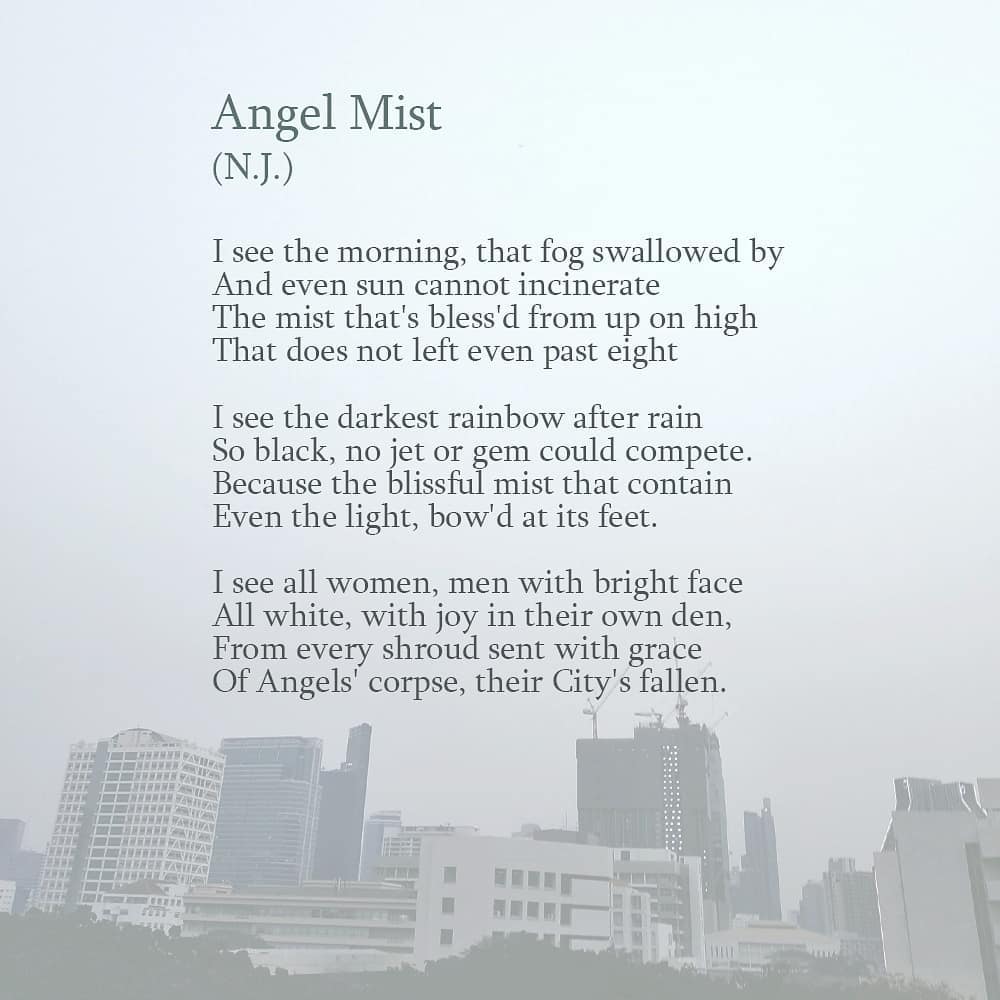 Angel Mist
(N.J.)
I see the morning, that fog swallowed by
And even sun cannot incinerate
The mist that's bless'd from up on high
That does not left even past eight
I see the darkest rainbow after rain
So black, no jet or gem could compete.
Because the blissful mist that contain
Even the light, bow'd at its feet.
I see all women, men with bright face
All white, with joy in their own den,
From every shroud sent with grace
Of Angels' corpse, their City's fallen.